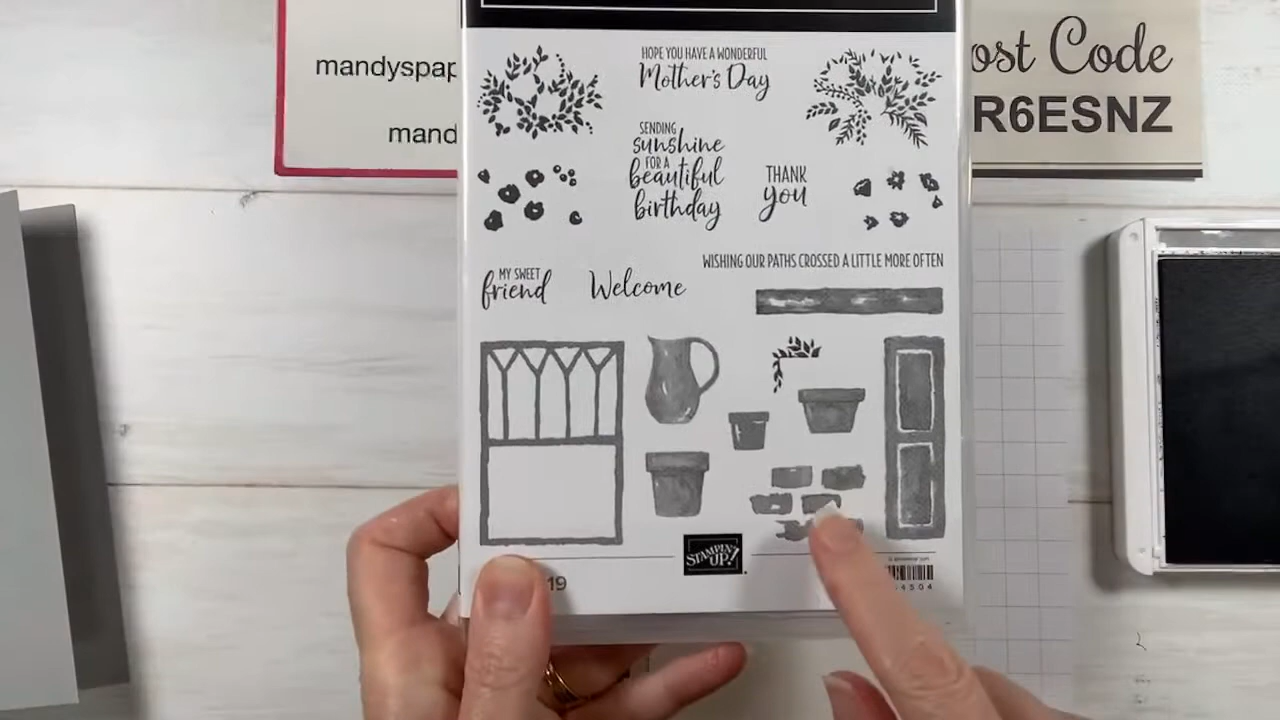 mandyspap
mand
ost Code
R6ESNZ
HOPE YOU HAVE A WONDERFUL
Mother's Day
SENDING
sunshine
FOR A
beautiful
birthday
THANK
you
WISHING OUR PATHS CROSSED A LITTLE MORE OFTEN
MY SWEET
friend
Welcome
STAMPIN'
UP!
19
4504